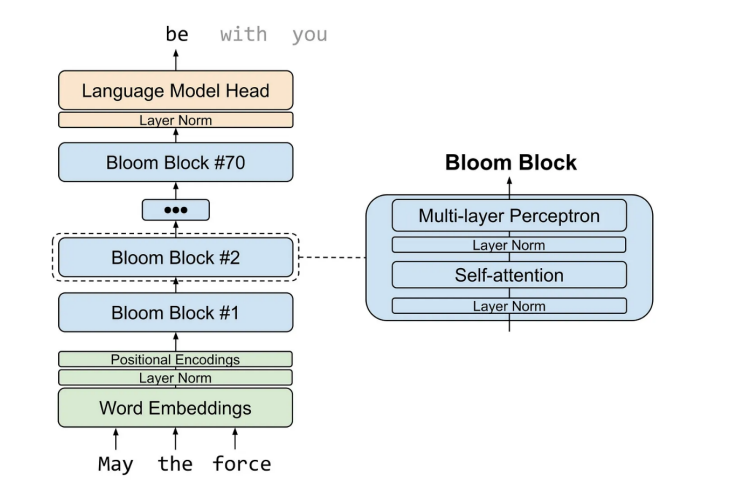 be with you
Language Model Head
Layer Norm
Bloom Block #70
•••
Bloom Block #2
Bloom Block #1
Positional Encodings
Layer Norm
Word Embeddings
May the force
Bloom Block
Multi-layer Perceptron
Layer Norm
Self-attention
Layer Norm